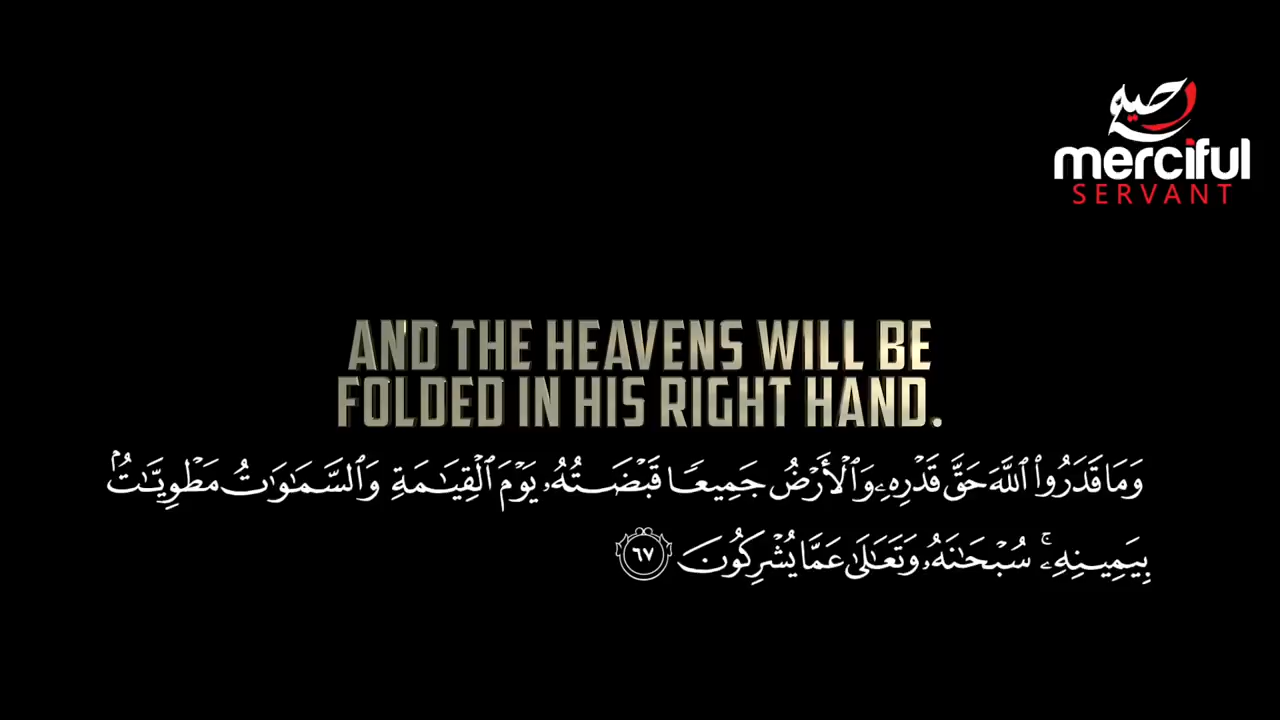 رحيم
merciful
SERVANT
AND THE HEAVENS WILL BE
FOLDED IN HIS RIGHT HAND.
وَمَا قَدَرُوا۟ ٱللَّهَ حَقَّ قَدْرِهِۦ وَٱلْأَرْضُ جَمِيعًا قَبْضَتُهُۥ يَوْمَ ٱلْقِيَـٰمَةِ وَٱلسَّمَـٰوَٰتُ مَطْوِيَّـٰتٌۢ
بِيَمِينِهِۦ ۚ سُبْحَـٰنَهُۥ وَتَعَـٰلَىٰ عَمَّا يُشْرِكُونَ ٦٧